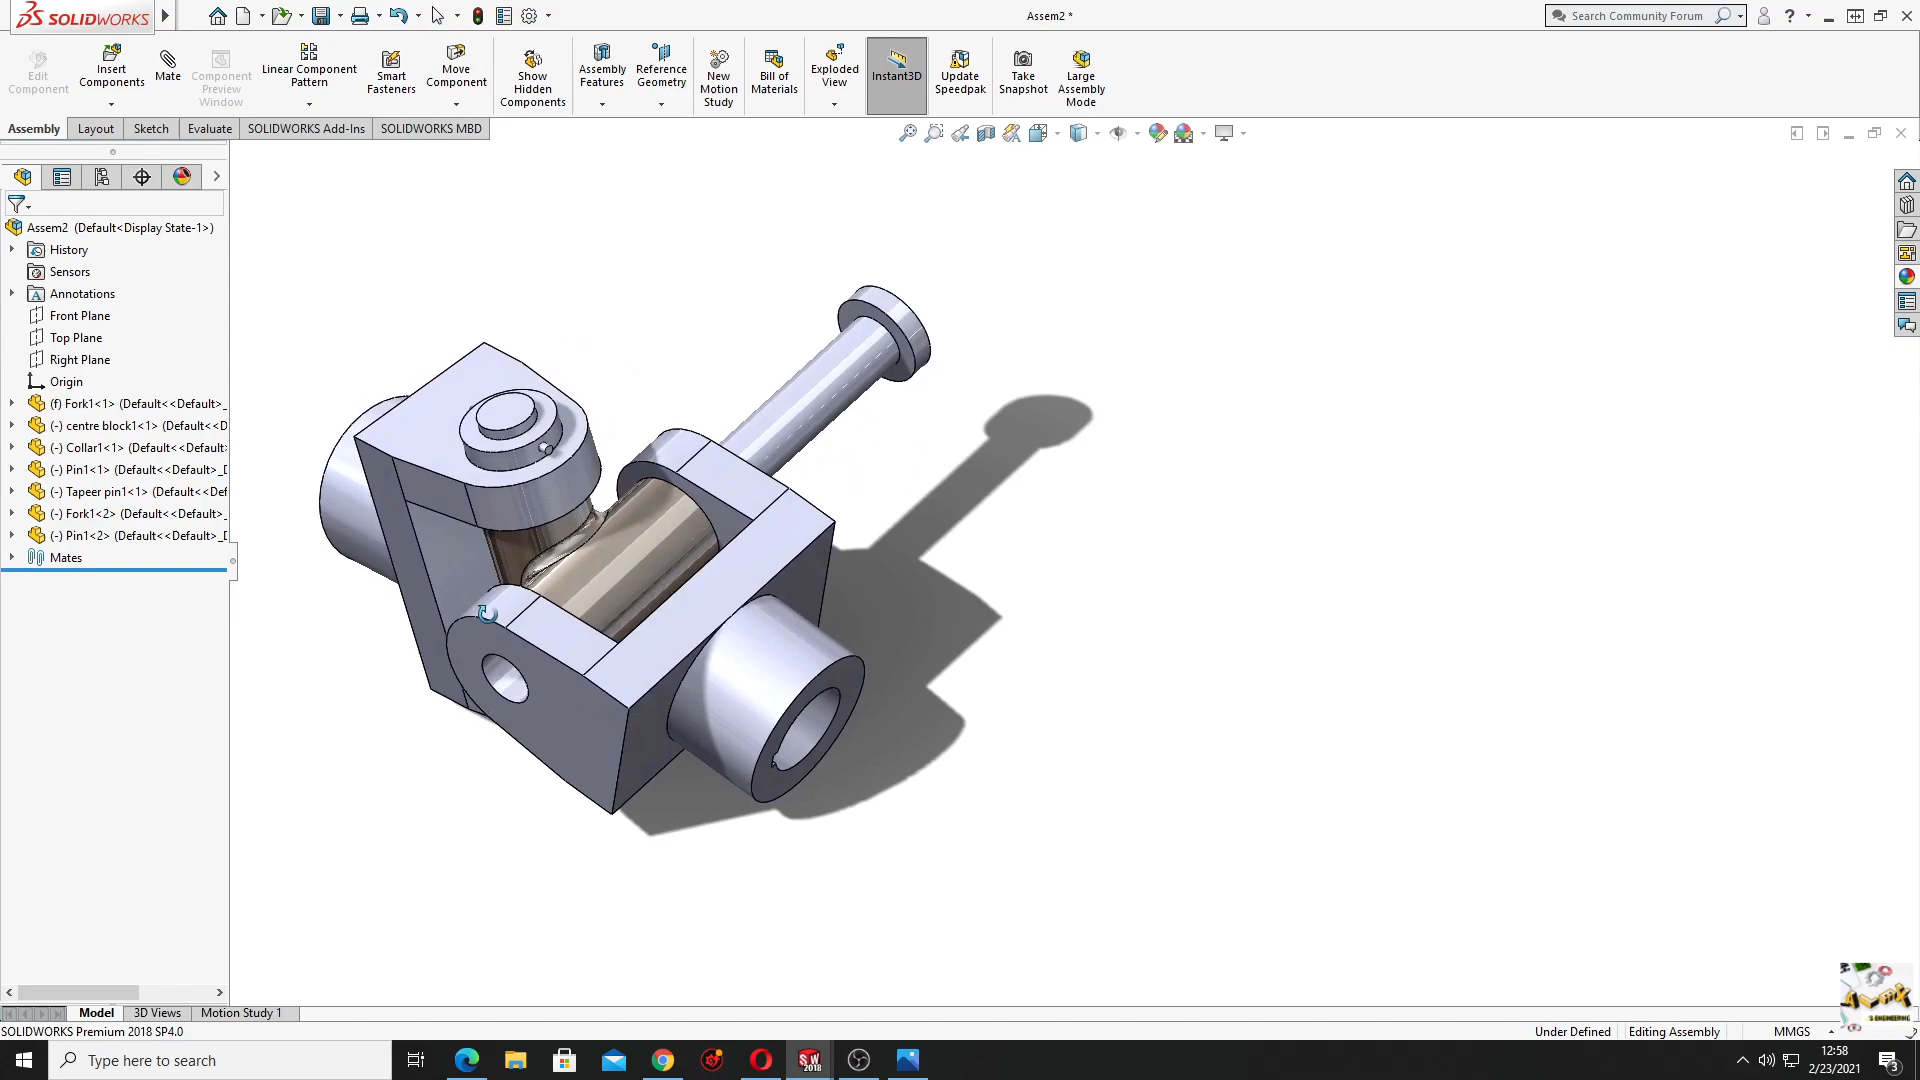 SOLIDWORKS
Assem2 *
Search Community Forum
Edit Component
Insert Components
Mate
Component Preview Window
Linear Component Pattern
Smart Fasteners
Move Component
Show Hidden Components
Assembly Features
Reference Geometry
New Motion Study
Bill of Materials
Exploded View
Instant3D
Update Speedpak
Take Snapshot
Large Assembly Mode
Assembly
Layout
Sketch
Evaluate
SOLIDWORKS Add-Ins
SOLIDWORKS MBD
Assem2 (Default<Display State-1>)
History
Sensors
Annotations
Front Plane
Top Plane
Right Plane
Origin
(f) Fork1<1> (Default<<Default>_
(-) centre block1<1> (Default<<D
(-) Collar1<1> (Default<<Default>
(-) Pin1<1> (Default<<Default>_D
(-) Tapeer pin1<1> (Default<<Def
(-) Fork1<2> (Default<<Default>_
(-) Pin1<2> (Default<<Default>_D
Mates
Model
3D Views
Motion Study 1
SOLIDWORKS Premium 2018 SP4.0
Under Defined
Editing Assembly
MMGS
Type here to search
SW
2018
12:58
2/23/2021
3